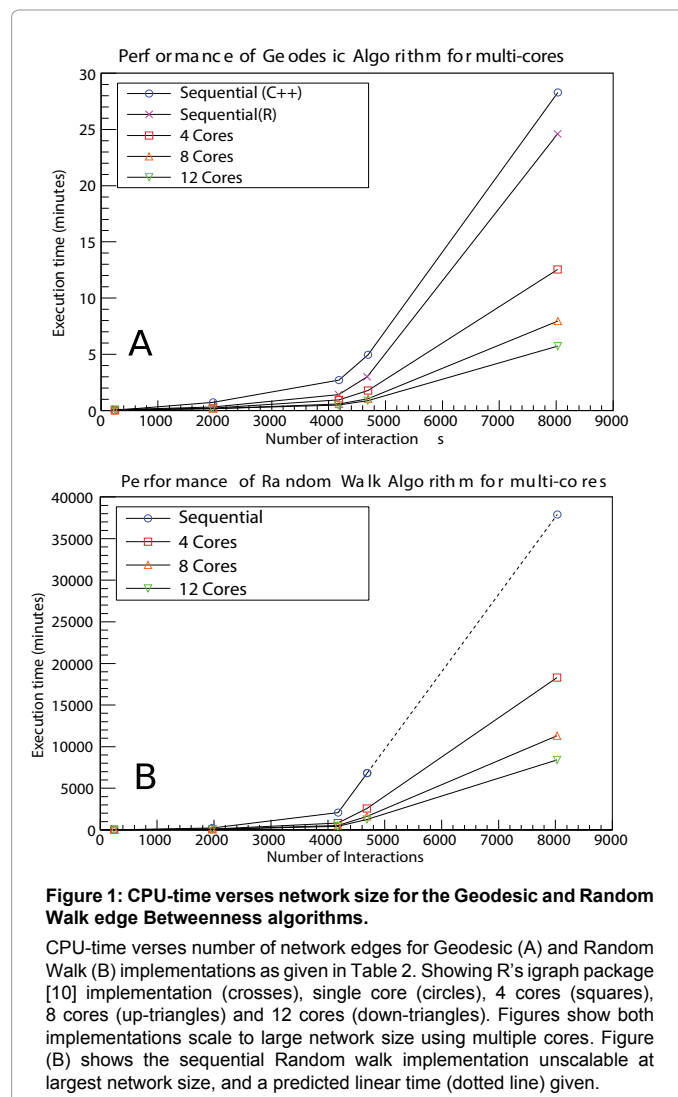 Perf ormanc e of Ge odes ic Algo rithm for multi-co res
30
25
20
15
10
5
0
Execution time (minutes)
Sequential (C++)
Sequential(R)
4 Cores
8 Cores
12 Cores
A
0 1000 2000 3000 4000 5000 6000 7000 8000 9000
Number of interaction s
Pe rfor mance of Ra ndom Wa lk Algo rith m for mult i-co res
40000
35000
30000
25000
20000
15000
10000
5000
0
Execution time (minutes)
Sequential
4 Cores
8 Cores
12 Cores
B
0 1000 2000 3000 4000 5000 6000 7000 8000 9000
Number of Interactions
Figure 1: CPU-time verses network size for the Geodesic and Random
Walk edge Betweenness algorithms.
CPU-time verses number of network edges for Geodesic (A) and Random
Walk (B) implementations as given in Table 2. Showing R's igraph package
[10] implementation (crosses), single core (circles), 4 cores (squares),
8 cores (up-triangles) and 12 cores (down-triangles). Figures show both
implementations scale to large network size using multiple cores. Figure
(B) shows the sequential Random walk implementation unscalable at
largest network size, and a predicted linear time (dotted line) given.